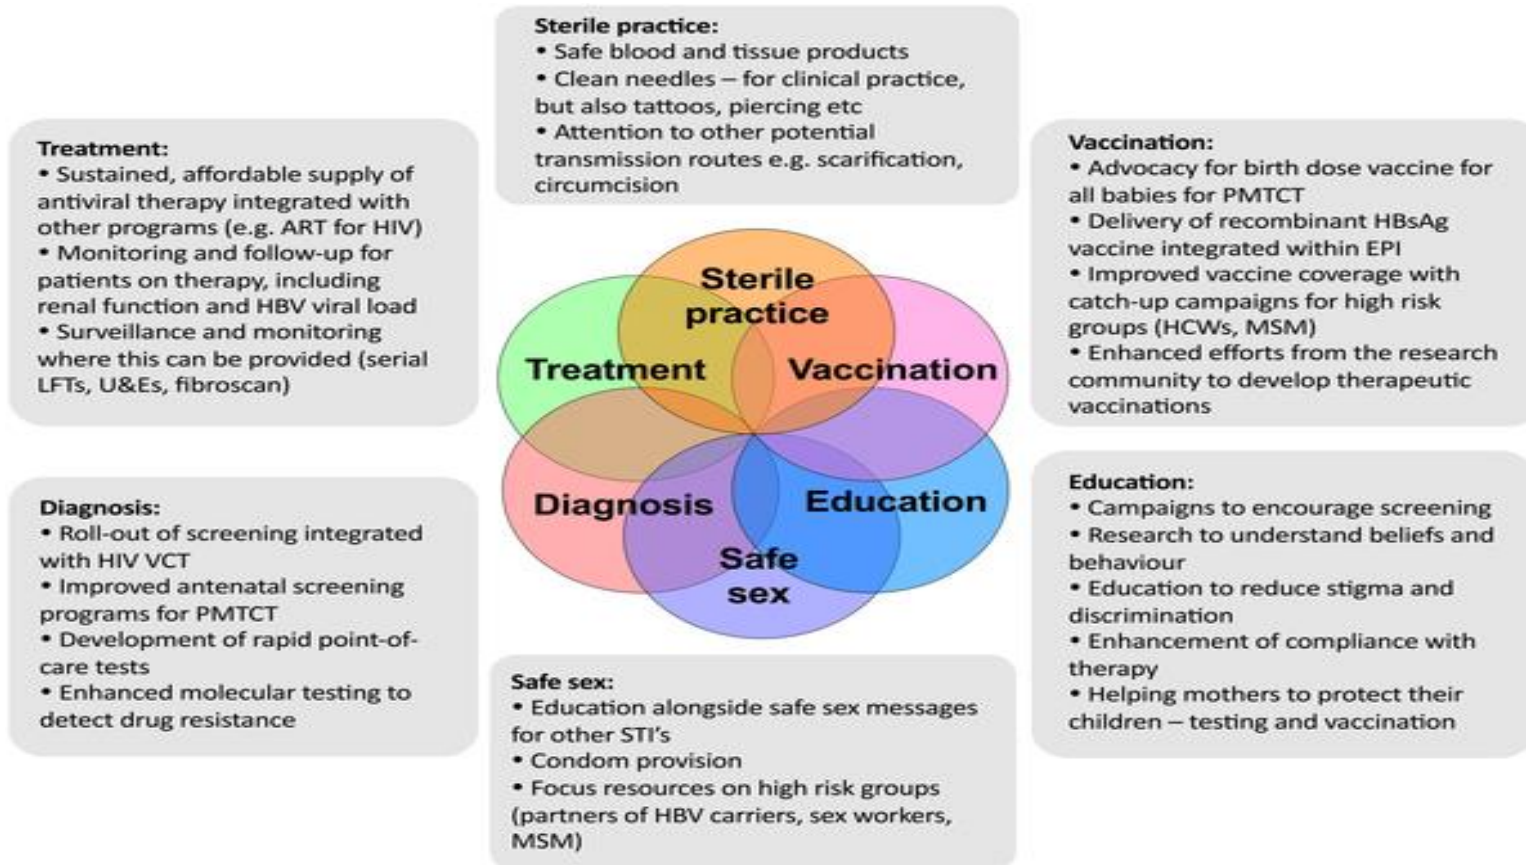 Sterile practice:
• Safe blood and tissue products
• Clean needles – for clinical practice,
but also tattoos, piercing etc
• Attention to other potential
transmission routes e.g. scarification,
circumcision
Treatment:
• Sustained, affordable supply of
antiviral therapy integrated with
other programs (e.g. ART for HIV)
• Monitoring and follow-up for
patients on therapy, including
renal function and HBV viral load
• Surveillance and monitoring
where this can be provided (serial
LFTs, U&Es, fibroscan)
Vaccination:
• Advocacy for birth dose vaccine for
all babies for PMTCT
• Delivery of recombinant HBsAg
vaccine integrated within EPI
• Improved vaccine coverage with
catch-up campaigns for high risk
groups (HCWs, MSM)
• Enhanced efforts from the research
community to develop therapeutic
vaccinations
Sterile
practice
Treatment
Vaccination
Diagnosis
Education
Safe
sex
Diagnosis:
• Roll-out of screening integrated
with HIV VCT
• Improved antenatal screening
programs for PMTCT
• Development of rapid point-of-
care tests
• Enhanced molecular testing to
detect drug resistance
Education:
• Campaigns to encourage screening
• Research to understand beliefs and
behaviour
• Education to reduce stigma and
discrimination
• Enhancement of compliance with
therapy
• Helping mothers to protect their
children – testing and vaccination
Safe sex:
• Education alongside safe sex messages
for other STI's
• Condom provision
• Focus resources on high risk groups
(partners of HBV carriers, sex workers,
MSM)